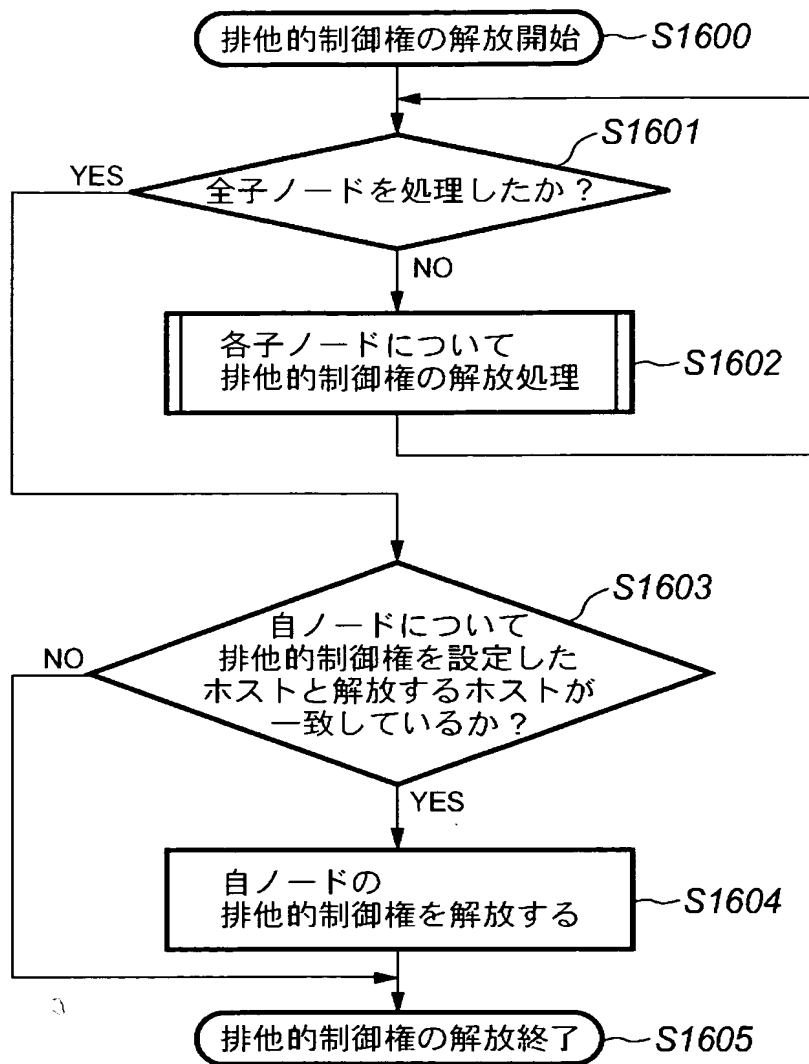 排他的制御権の解放開始
S1600
S1601
YES
全子ノードを処理したか?
NO
各子ノードについて
排他的制御権の解放処理
S1602
S1603
自ノードについて
NO
排他的制御権を設定した
ホストと解放するホストが
一致しているか?
YES
自ノードの
排他的制御権を解放する
S1604
排他的制御権の解放終了
S1605